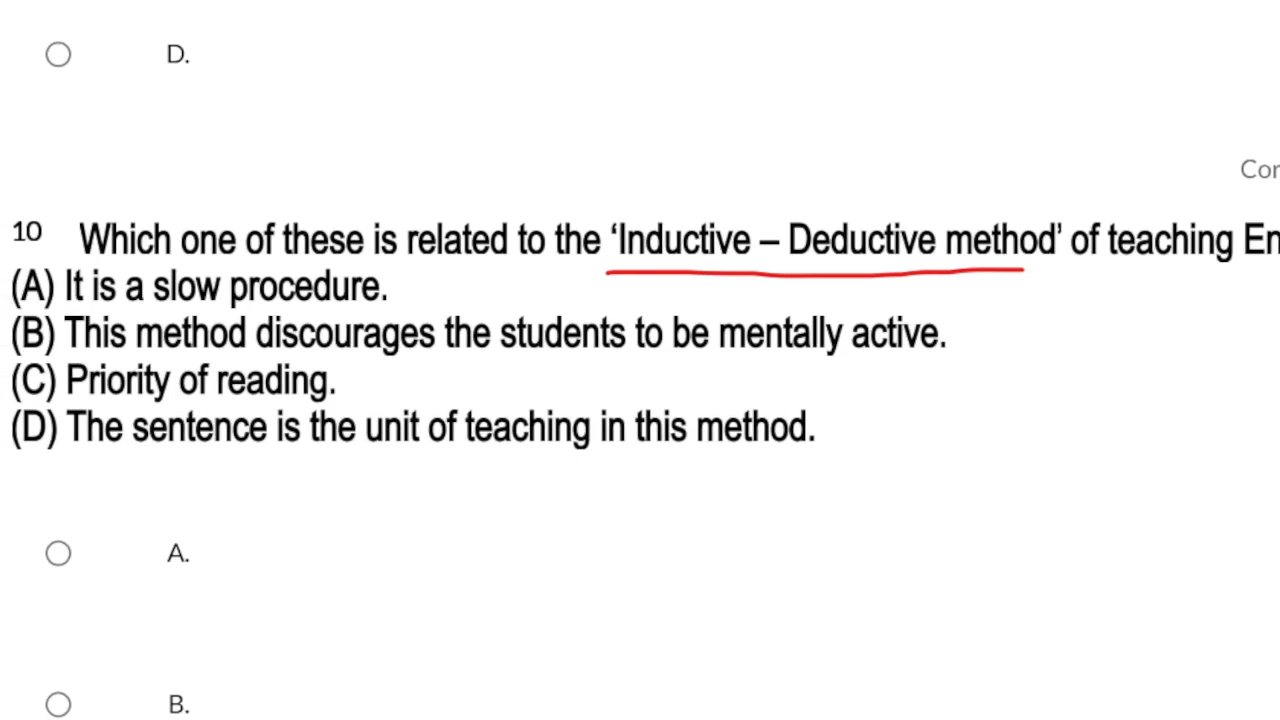 D.
10 Which one of these is related to the ‘Inductive – Deductive method’ of teaching
(A) It is a slow procedure.
(B) This method discourages the students to be mentally active.
(C) Priority of reading.
(D) The sentence is the unit of teaching in this method.
A.
B.